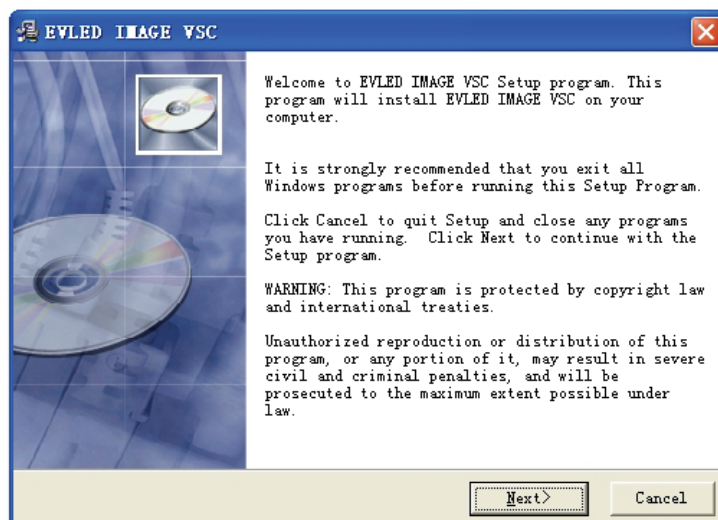 EVLED IMAGE VSC
Welcome to EVLED IMAGE VSC Setup program. This
program will install EVLED IMAGE VSC on your
computer.
It is strongly recommended that you exit all
Windows programs before running this Setup Program.
Click Cancel to quit Setup and close any programs
you have running. Click Next to continue with the
Setup program.
WARNING: This program is protected by copyright law
and international treaties.
Unauthorized reproduction or distribution of this
program, or any portion of it, may result in severe
civil and criminal penalties, and will be
prosecuted to the maximum extent possible under
law.
Next>
Cancel